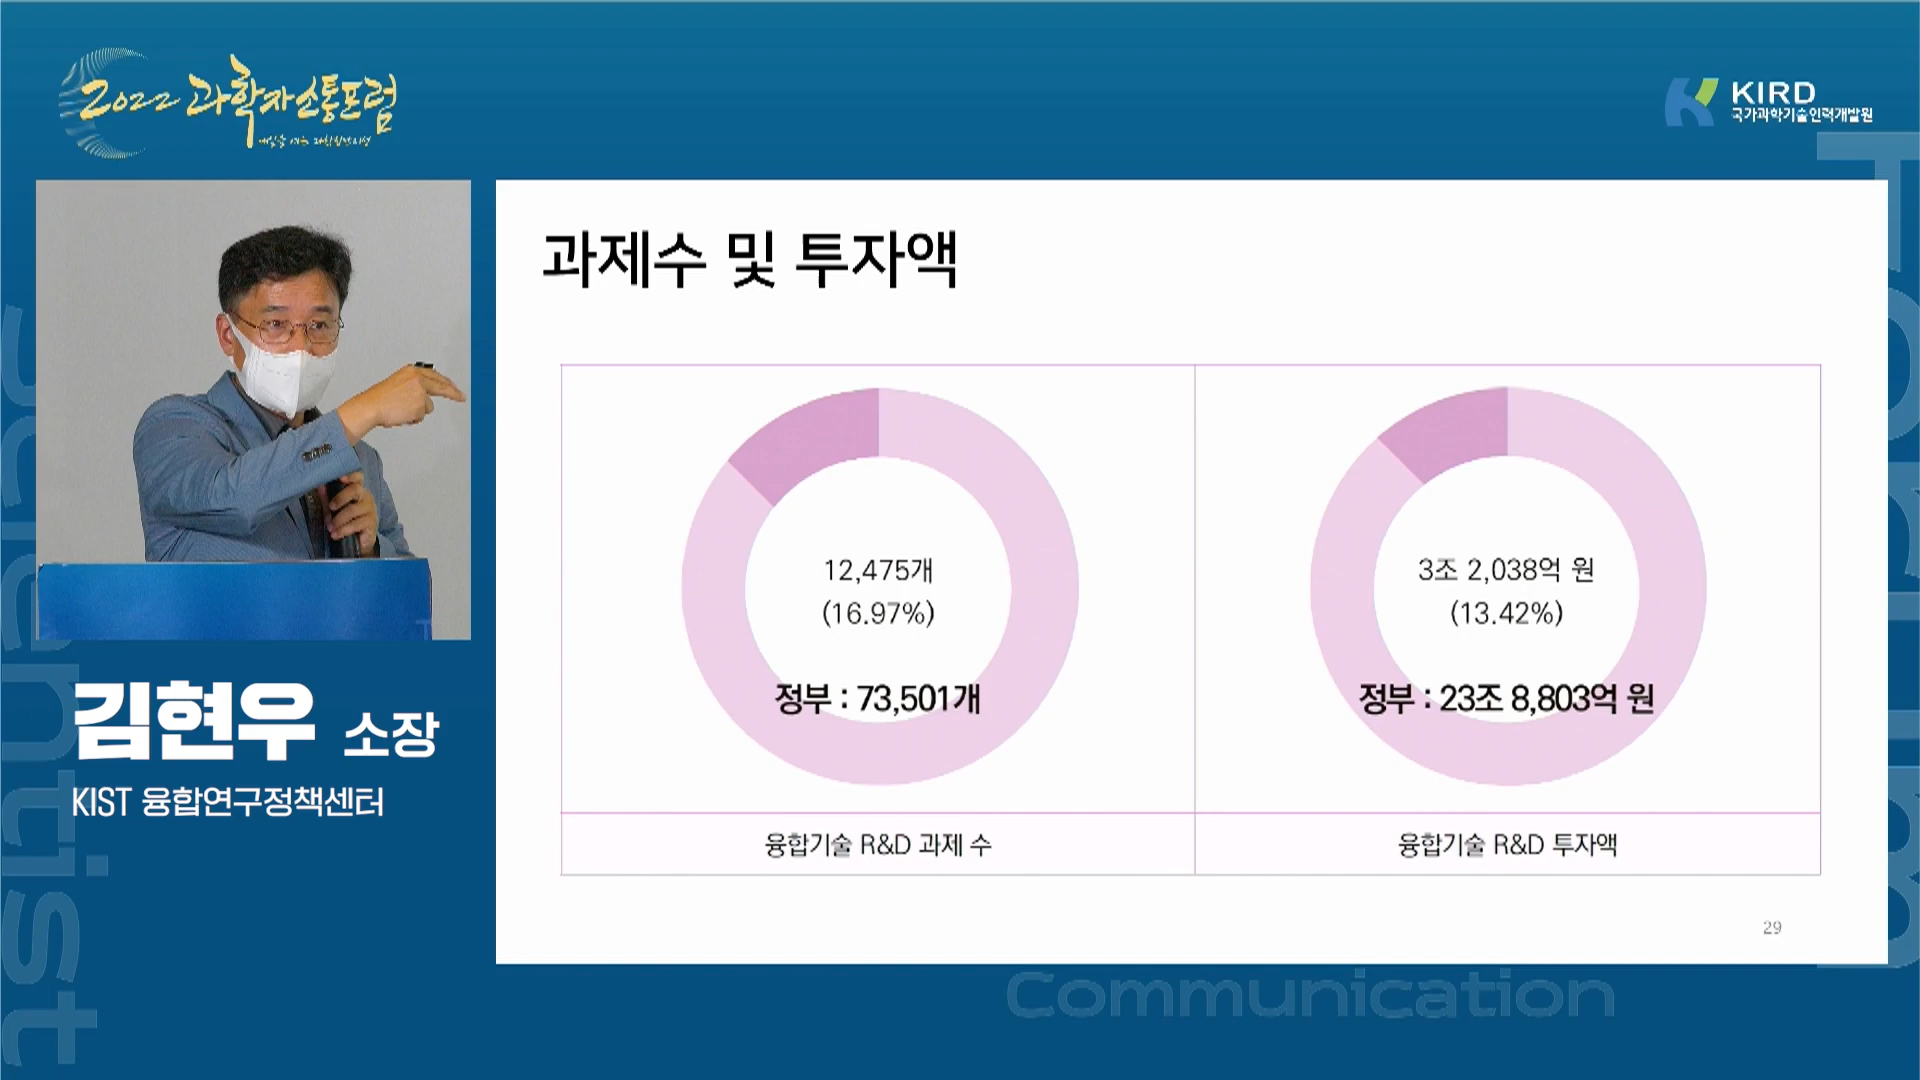 2022 과학자소통포럼
KIRD
국가과학기술인력개발원
과제수 및 투자액
12,475개
(16.97%)
정부 : 73,501개
3조 2,038억 원
(13.42%)
정부 : 23조 8,803억 원
융합기술 R&D 과제 수
융합기술 R&D 투자액
29
김현우 소장
KIST 융합연구정책센터
Communication